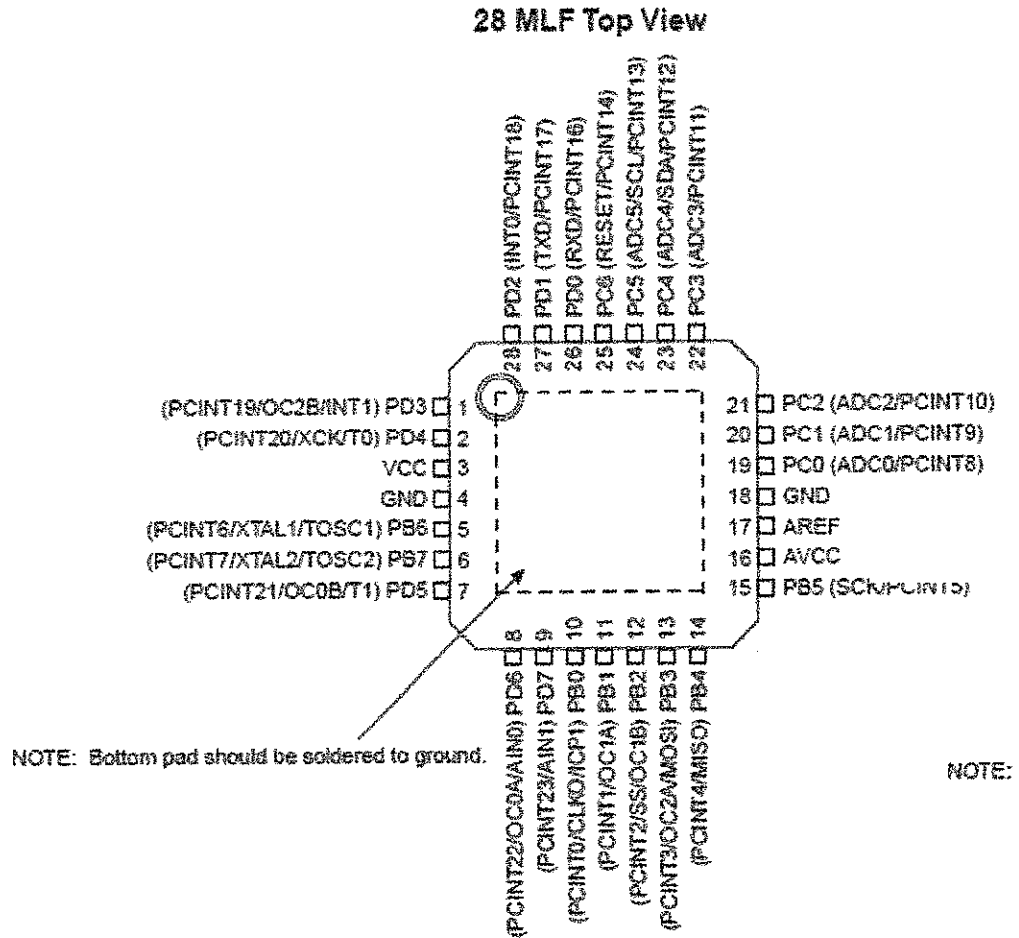 28 MLF Top View
PD2 (INT0/PCINT18)
PD1 (TXD/PCINT17)
PD0 (RXD/PCINT16)
PC6 (RESET/PCINT14)
PC5 (ADC5/SCL/PCINT13)
PC4 (ADC4/SDA/PCINT12)
PC3 (ADC3/PCINT11)
28
27
26
25
24
23
22
(PCINT19/OC2B/INT1) PD3 1
(PCINT20/XCK/T0) PD4 2
VCC 3
GND 4
(PCINT6/XTAL1/TOSC1) PB6 5
(PCINT7/XTAL2/TOSC2) PB7 6
(PCINT21/OC0B/T1) PD5 7
21 PC2 (ADC2/PCINT10)
20 PC1 (ADC1/PCINT9)
19 PC0 (ADC0/PCINT8)
18 GND
17 AREF
16 AVCC
15 PB5 (SCK/PCINT5)
8
9
10
11
12
13
14
(PCINT22/OC0A/AIN0) PD6
(PCINT23/AIN1) PD7
(PCINT0/CLKO/ICP1) PB0
(PCINT1/OC1A) PB1
(PCINT2/SS/OC1B) PB2
(PCINT3/OC2A/MOSI) PB3
(PCINT4/MISO) PB4
NOTE: Bottom pad should be soldered to ground.
NOTE: